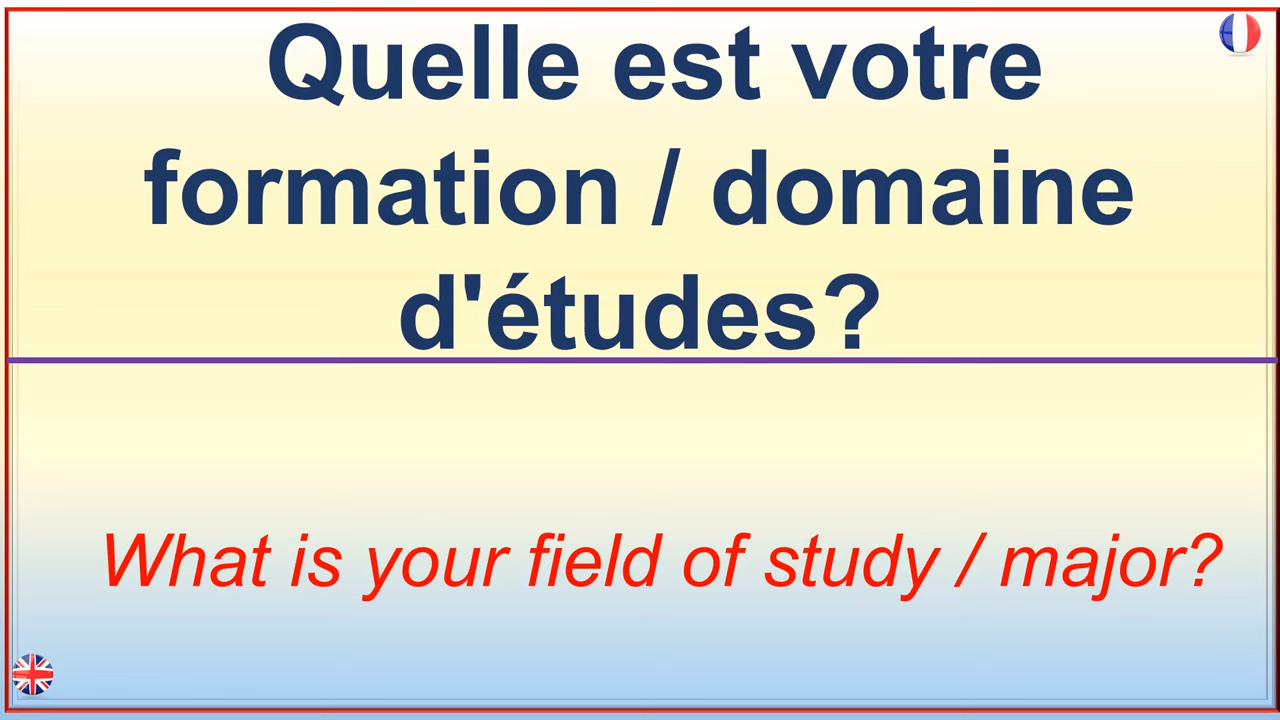 Quelle est votre
formation / domaine
d'études?
What is your field of study / major?